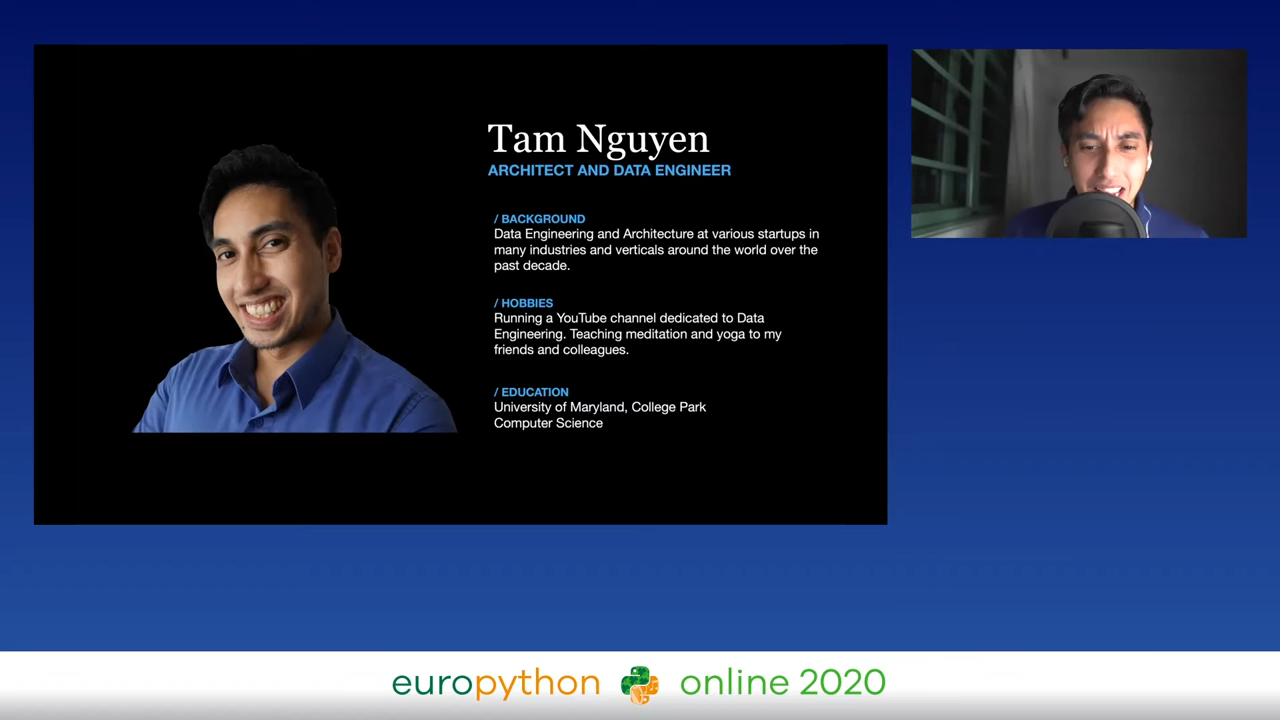 Tam Nguyen
ARCHITECT AND DATA ENGINEER
/ BACKGROUND
Data Engineering and Architecture at various startups in
many industries and verticals around the world over the
past decade.
/ HOBBIES
Running a YouTube channel dedicated to Data
Engineering. Teaching meditation and yoga to my
friends and colleagues.
/ EDUCATION
University of Maryland, College Park
Computer Science
europython online 2020